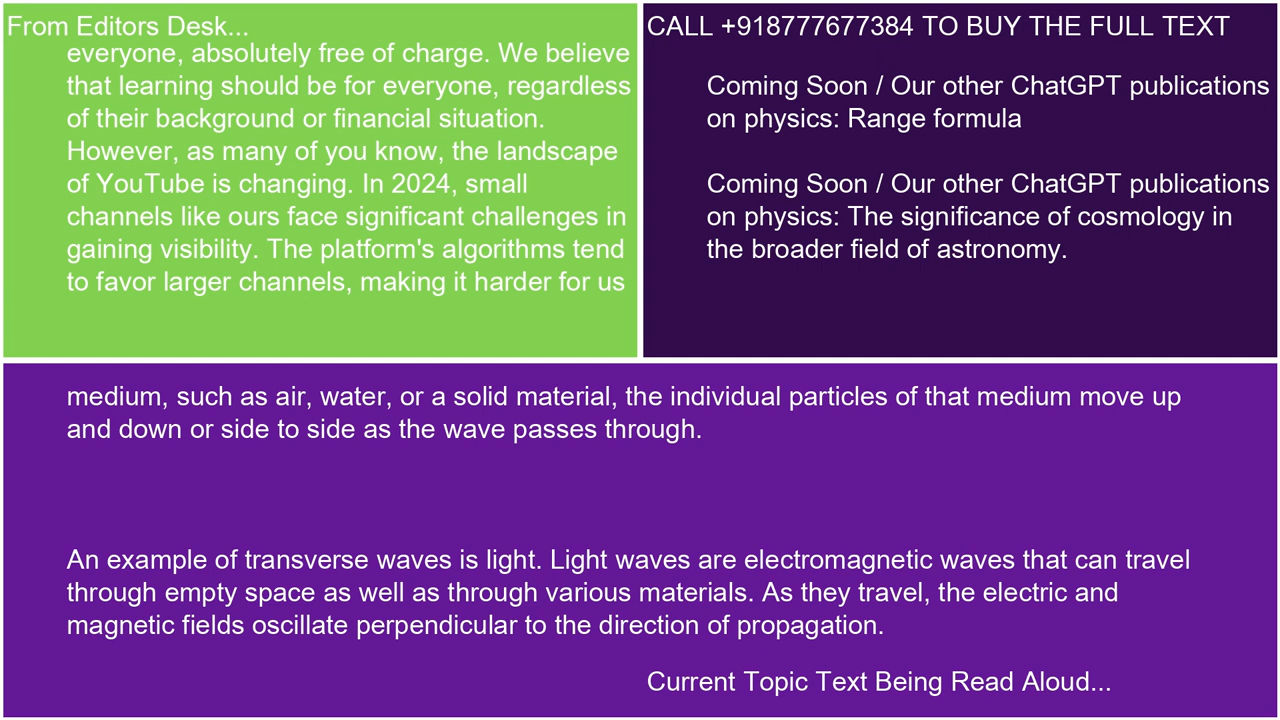 From Editors Desk...
everyone, absolutely free of charge. We believe
that learning should be for everyone, regardless
of their background or financial situation.
However, as many of you know, the landscape
of YouTube is changing. In 2024, small
channels like ours face significant challenges in
gaining visibility. The platform's algorithms tend
to favor larger channels, making it harder for us
CALL +918777677384 TO BUY THE FULL TEXT
Coming Soon / Our other ChatGPT publications
on physics: Range formula
Coming Soon / Our other ChatGPT publications
on physics: The significance of cosmology in
the broader field of astronomy.
medium, such as air, water, or a solid material, the individual particles of that medium move up
and down or side to side as the wave passes through.
An example of transverse waves is light. Light waves are electromagnetic waves that can travel
through empty space as well as through various materials. As they travel, the electric and
magnetic fields oscillate perpendicular to the direction of propagation.
Current Topic Text Being Read Aloud...